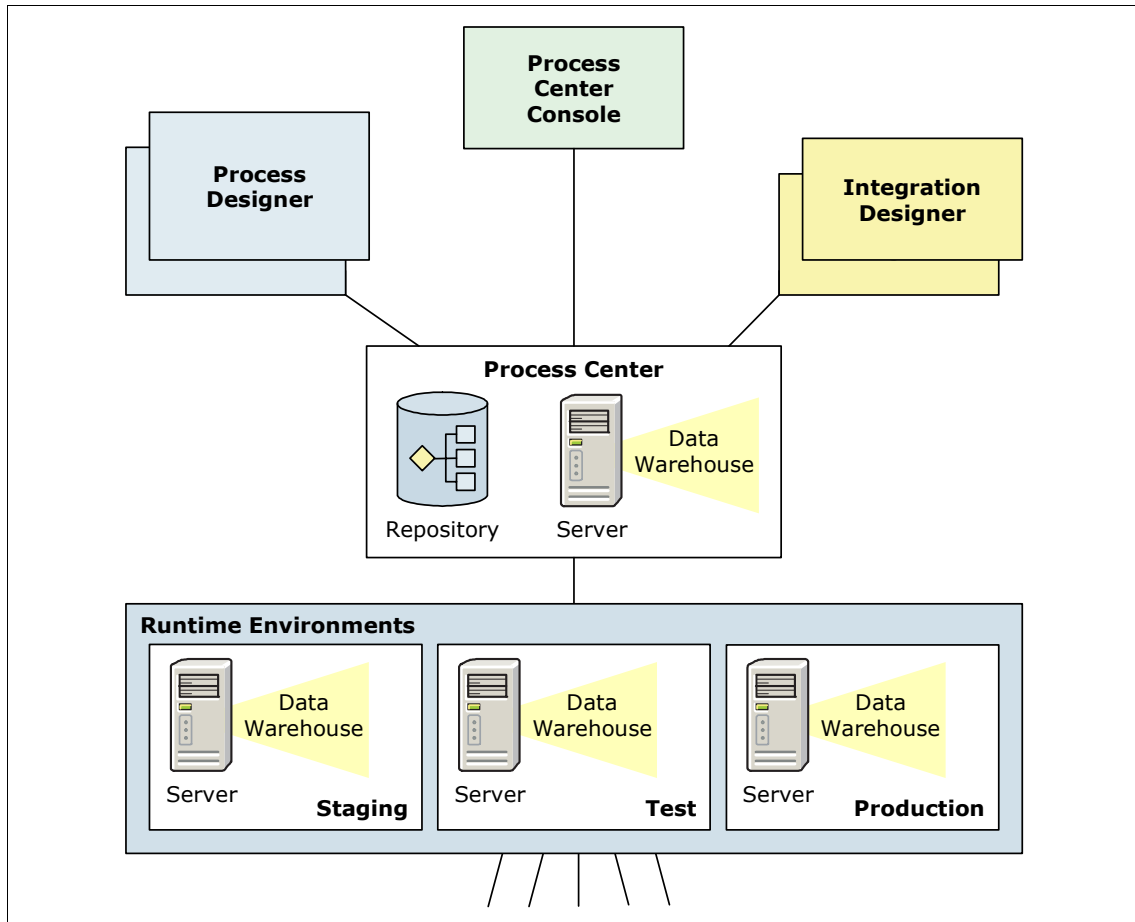 Process
Center
Console
Process
Designer
Integration
Designer
Process Center
Data
Warehouse
Repository
Server
Runtime Environments
Data
Warehouse
Server
Staging
Data
Warehouse
Server
Test
Data
Warehouse
Server
Production